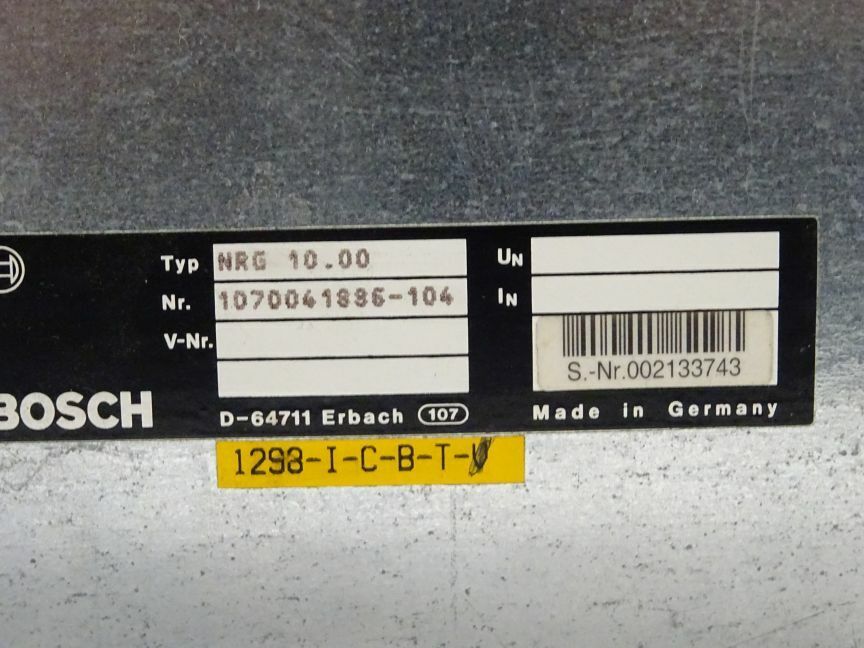 Typ NRG 10.00
Nr. 1070041886-104
V-Nr.
BOSCH
D-64711 Erbach 107
UN
IN
S.-Nr.002133743
Made in Germany
1298-I-C-B-T-